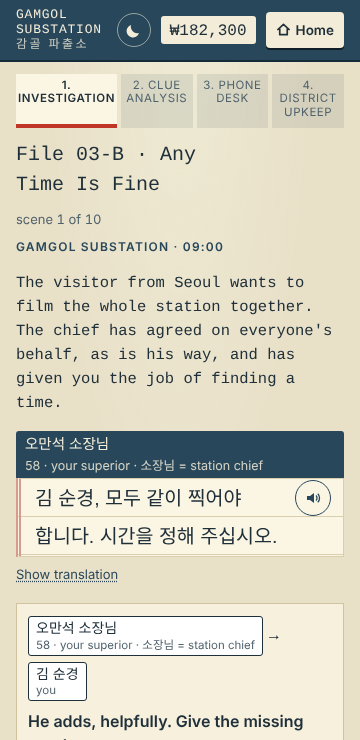 GAMGOL
SUBSTATION
감골 파출소
₩182,300
Home
1.
INVESTIGATION
2. CLUE
ANALYSIS
3. PHONE
DESK
4.
DISTRICT
UPKEEP
File 03-B · Any
Time Is Fine
scene 1 of 10
GAMGOL SUBSTATION · 09:00
The visitor from Seoul wants to
film the whole station together.
The chief has agreed on everyone's
behalf, as is his way, and has
given you the job of finding a
time.
오만석 소장님
58 · your superior · 소장님 = station chief
김 순경, 모두 같이 찍어야
합니다. 시간을 정해 주십시오.
Show translation
오만석 소장님
58 · your superior · 소장님 = station chief
→
김 순경
you
He adds, helpfully. Give the missing